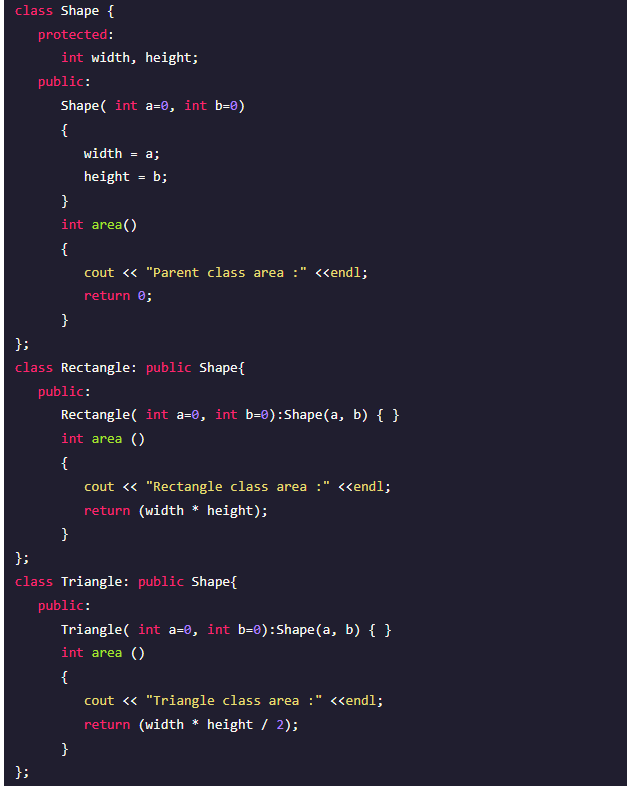 class Shape {
   protected:
      int width, height;
   public:
      Shape( int a=0, int b=0)
      {
         width = a;
         height = b;
      }
      int area()
      {
         cout << "Parent class area :" <<endl;
         return 0;
      }
};
class Rectangle: public Shape{
   public:
      Rectangle( int a=0, int b=0):Shape(a, b) { }
      int area ()
      {
         cout << "Rectangle class area :" <<endl;
         return (width * height);
      }
};
class Triangle: public Shape{
   public:
      Triangle( int a=0, int b=0):Shape(a, b) { }
      int area ()
      {
         cout << "Triangle class area :" <<endl;
         return (width * height / 2);
      }
};